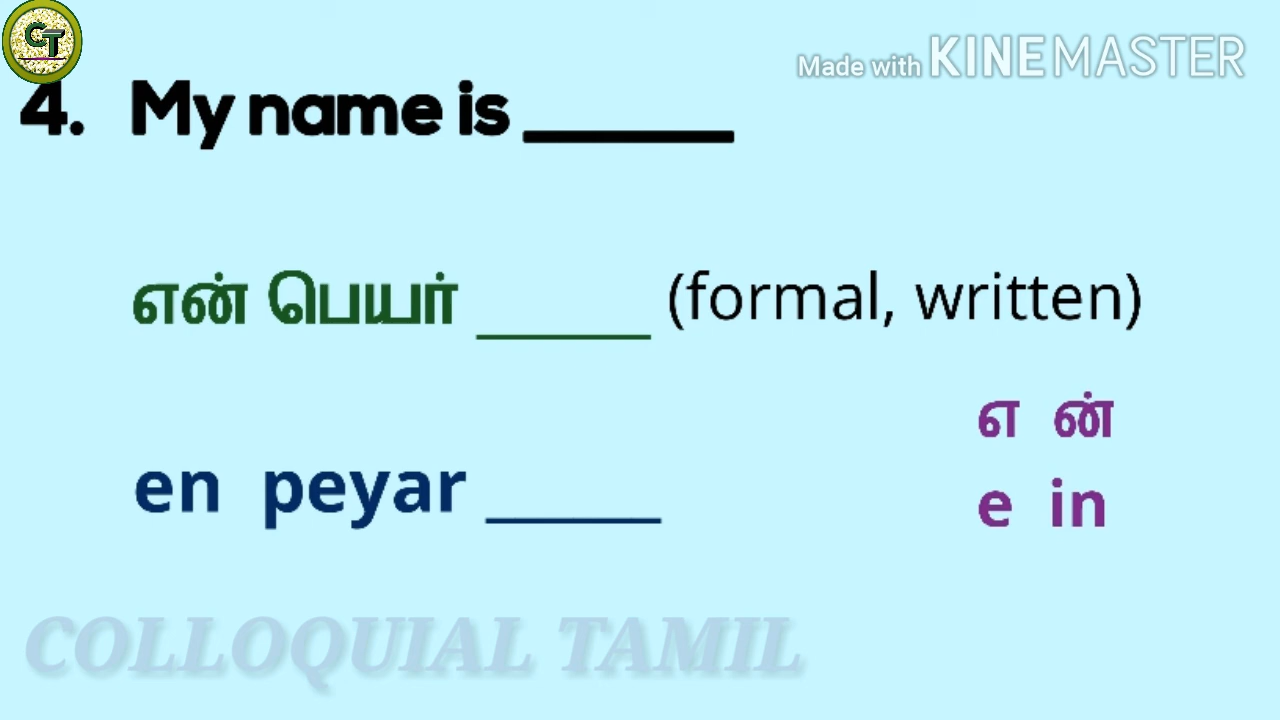 CT
Made with KINEMASTER
4. My name is ______
என் பெயர் ______ (formal, written)
எ ன்
en peyar ______
e in
COLLOQUIAL TAMIL